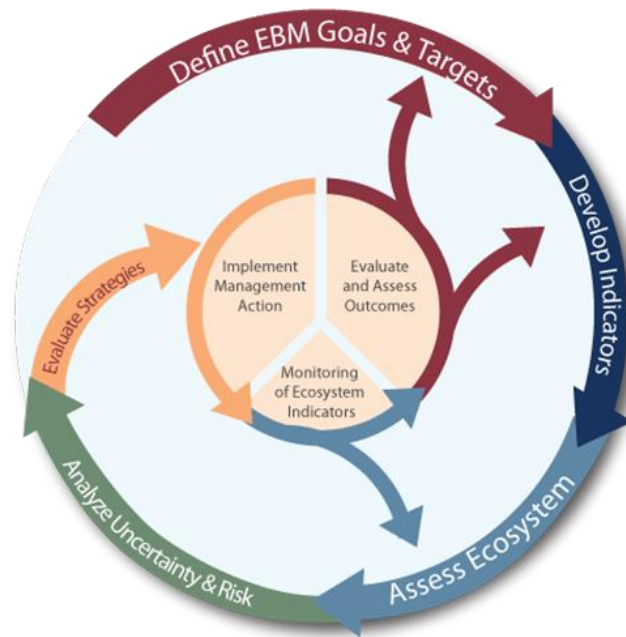 Define EBM Goals & Targets
Develop Indicators
Assess Ecosystem
Analyze Uncertainty & Risk
Evaluate Strategies
Implement
Management
Action
Evaluate
and Assess
Outcomes
Monitoring
of Ecosystem
Indicators